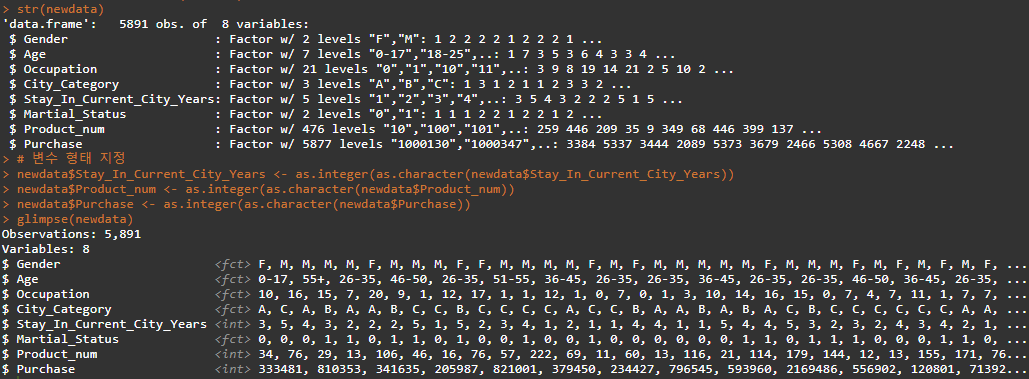 > str(newdata)
'data.frame':   5891 obs. of  8 variables:
 $ Gender                    : Factor w/ 2 levels "F","M": 1 2 2 2 2 1 2 2 2 1 ...
 $ Age                       : Factor w/ 7 levels "0-17","18-25",..: 1 7 3 5 3 6 4 3 3 4 ...
 $ Occupation                : Factor w/ 21 levels "0","1","10","11",..: 3 9 8 19 14 21 2 5 10 2 ...
 $ City_Category             : Factor w/ 3 levels "A","B","C": 1 3 1 2 1 1 2 3 3 2 ...
 $ Stay_In_Current_City_Years: Factor w/ 5 levels "1","2","3","4",..: 3 5 4 3 2 2 2 5 1 5 ...
 $ Martial_Status            : Factor w/ 2 levels "0","1": 1 1 1 2 2 1 2 2 1 2 ...
 $ Product_num               : Factor w/ 476 levels "10","100","101",..: 259 446 209 35 9 349 68 446 399 137 ...
 $ Purchase                  : Factor w/ 5877 levels "1000130","1000347",..: 3384 5337 3444 2089 5373 3679 2466 5308 4667 2248 ...
> # 변수 형태 지정
> newdata$Stay_In_Current_City_Years <- as.integer(as.character(newdata$Stay_In_Current_City_Years))
> newdata$Product_num <- as.integer(as.character(newdata$Product_num))
> newdata$Purchase <- as.integer(as.character(newdata$Purchase))
> glimpse(newdata)
Observations: 5,891
Variables: 8
$ Gender                     <fct> F, M, M, M, M, F, M, M, M, F, F, M, M, M, M, F, M, F, M, M, M, M, M, F, M, M, M, F, M, F, M, F, M, F, ...
$ Age                        <fct> 0-17, 55+, 26-35, 46-50, 26-35, 51-55, 36-45, 26-35, 26-35, 36-45, 26-35, 26-35, 26-35, 46-50, 36-45, 26-35, ...
$ Occupation                 <fct> 10, 16, 15, 7, 20, 9, 1, 12, 17, 1, 1, 12, 1, 0, 7, 0, 1, 3, 10, 14, 16, 15, 0, 7, 4, 7, 11, 1, 7, 7, ...
$ City_Category              <fct> A, C, A, B, A, A, B, C, C, B, C, C, C, C, A, C, C, B, A, A, B, A, B, A, C, B, B, B, C, C, C, C, A, A, ...
$ Stay_In_Current_City_Years <int> 3, 5, 4, 3, 2, 2, 2, 5, 1, 5, 2, 3, 4, 1, 2, 1, 1, 4, 4, 1, 1, 5, 4, 4, 5, 3, 2, 3, 2, 4, 3, 4, 2, 1, ...
$ Martial_Status             <fct> 0, 0, 0, 1, 1, 0, 1, 1, 0, 1, 0, 0, 1, 0, 0, 1, 0, 1, 0, 0, 0, 0, 0, 1, 1, 0, 1, 1, 1, 0, 0, 1, 1, 0, ...
$ Product_num                <int> 34, 76, 29, 13, 106, 46, 16, 76, 57, 222, 69, 11, 60, 13, 116, 21, 114, 179, 144, 12, 13, 155, 171, 76...
$ Purchase                   <int> 333481, 810353, 341635, 205987, 821001, 379450, 234427, 796545, 593960, 2169486, 556902, 120801, 71392...